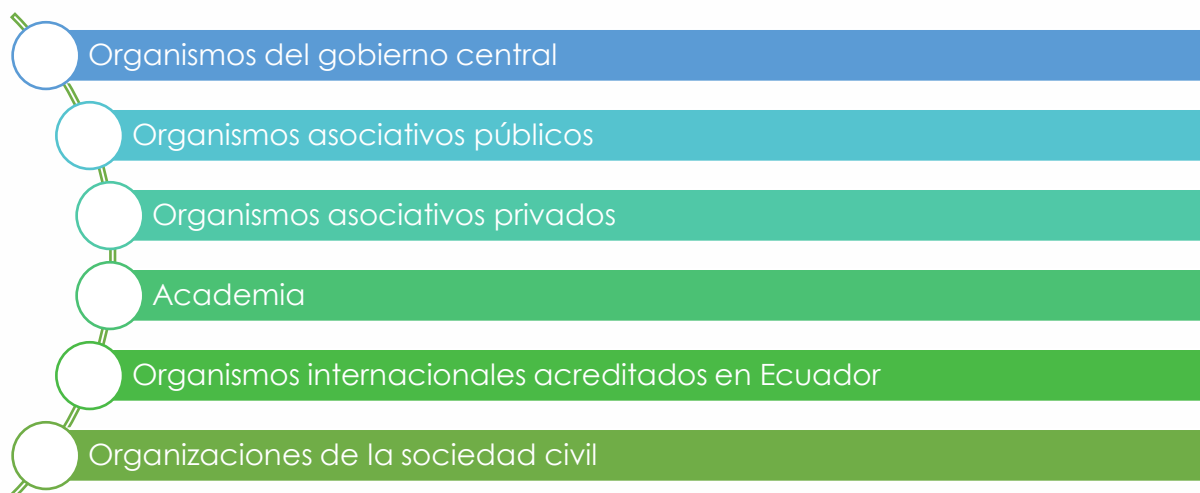 Organismos del gobierno central
Organismos asociativos públicos
Organismos asociativos privados
Academia
Organismos internacionales acreditados en Ecuador
Organizaciones de la sociedad civil